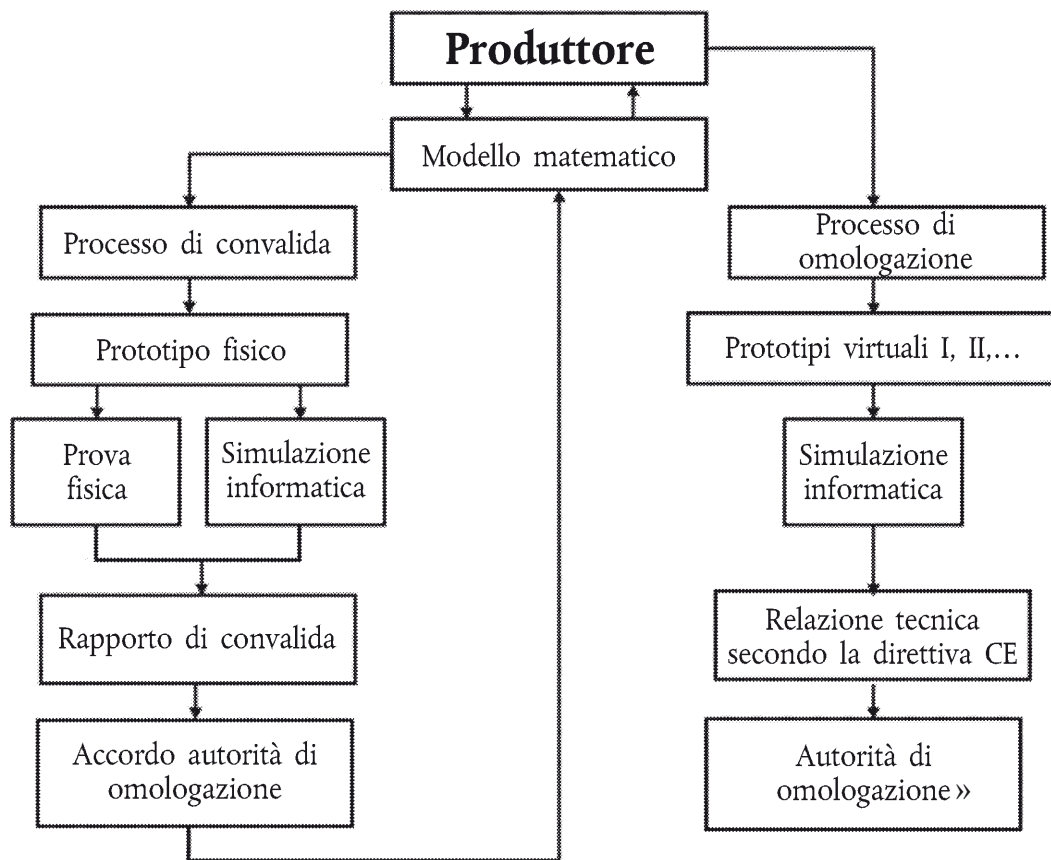 Produttore
Modello matematico
Processo di convalida
Prototipo fisico
Prova
fisica
Simulazione
informatica
Rapporto di convalida
Accordo autorità di
omologazione
Processo di
omologazione
Prototipi virtuali I, II,…
Simulazione
informatica
Relazione tecnica
secondo la direttiva CE
Autorità di
omologazione»